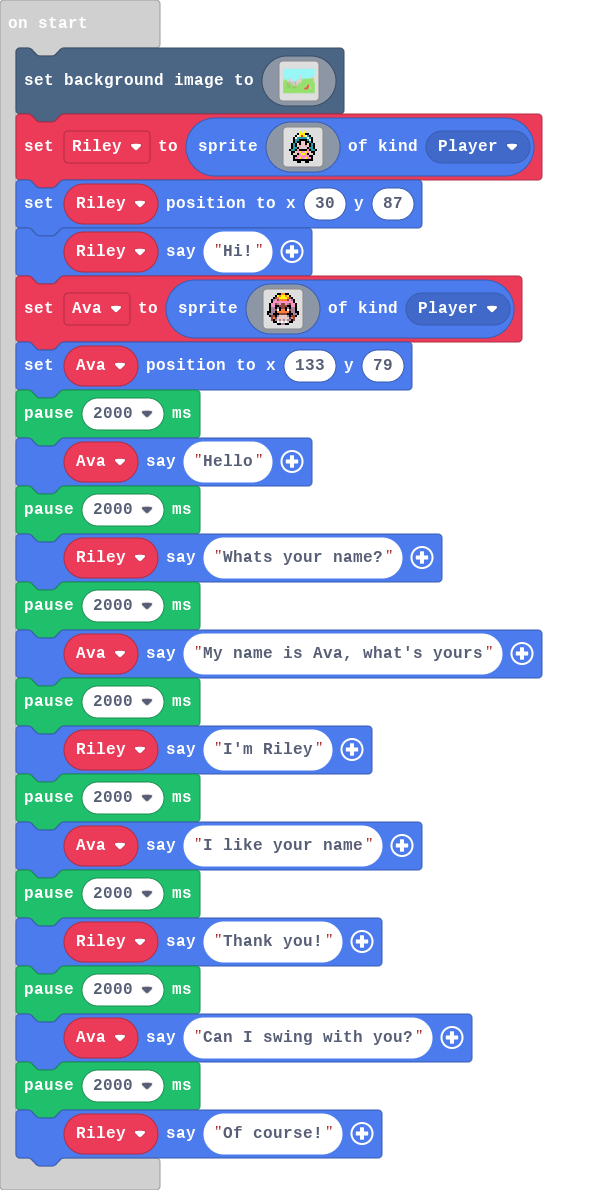 on start
set background image to
set Riley to sprite of kind Player
set Riley position to x 30 y 87
Riley say "Hi!"
set Ava to sprite of kind Player
set Ava position to x 133 y 79
pause 2000 ms
Ava say "Hello"
pause 2000 ms
Riley say "Whats your name?"
pause 2000 ms
Ava say "My name is Ava, what's yours"
pause 2000 ms
Riley say "I'm Riley"
pause 2000 ms
Ava say "I like your name"
pause 2000 ms
Riley say "Thank you!"
pause 2000 ms
Ava say "Can I swing with you?"
pause 2000 ms
Riley say "Of course!"